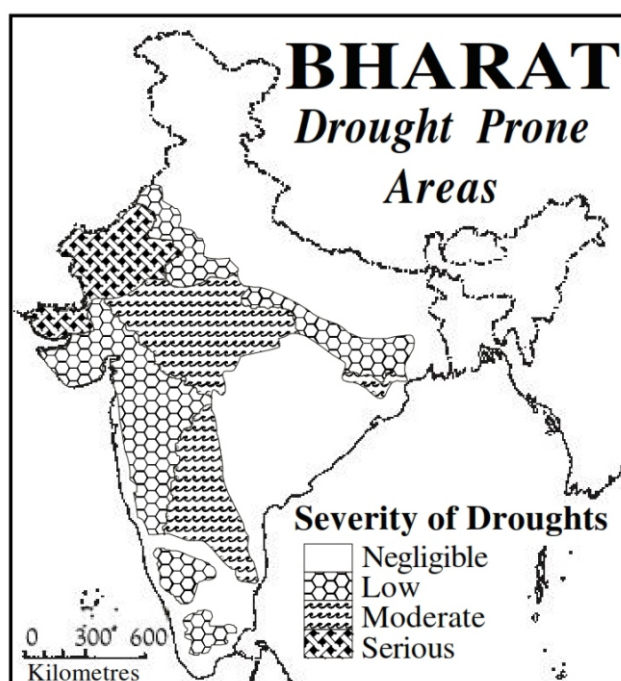 BHARAT
Drought Prone
Areas
Severity of Droughts
Negligible
Low
Moderate
Serious
0 300 600
Kilometres